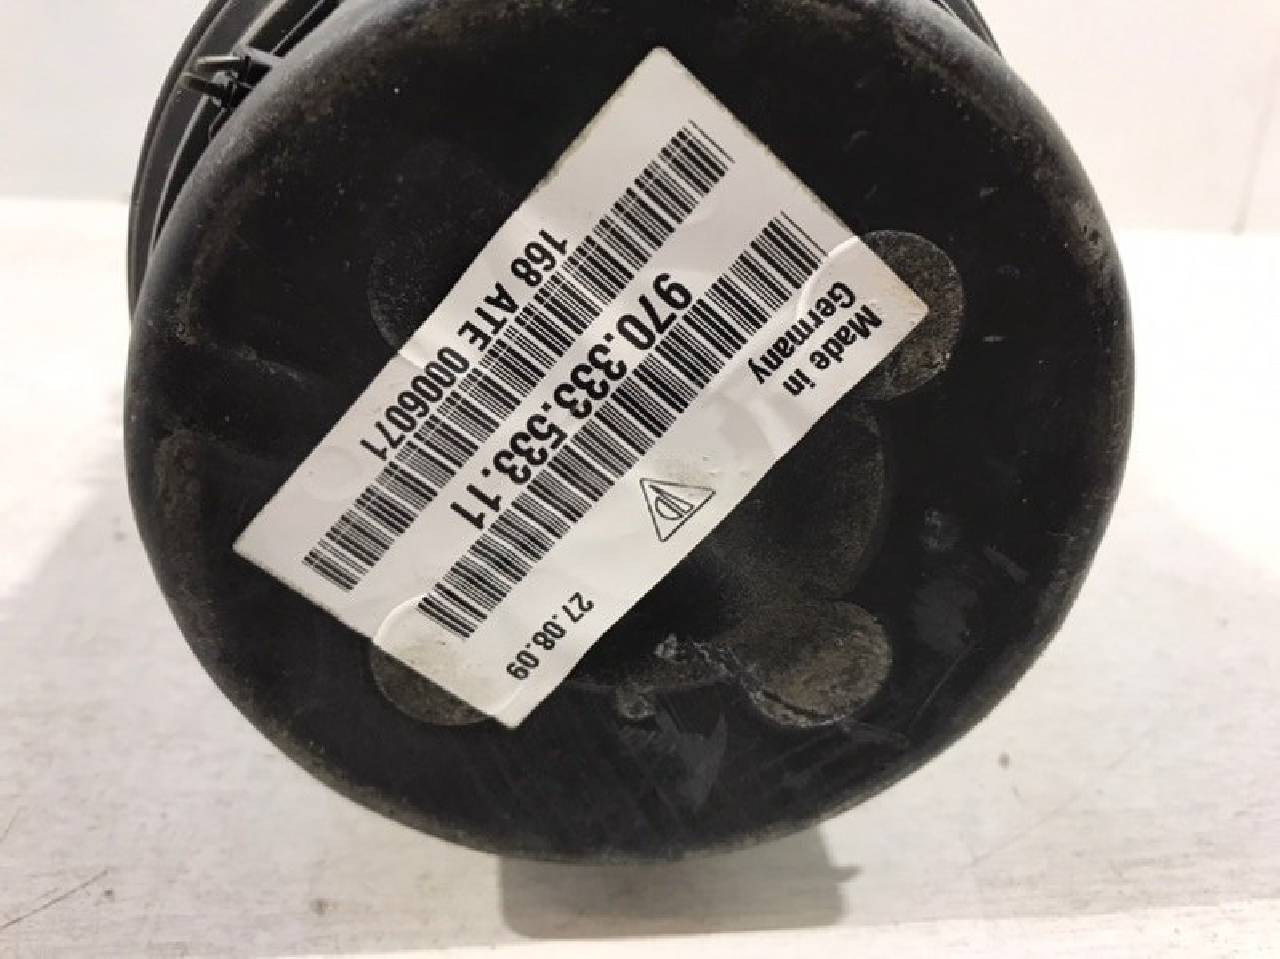 Made in
Germany
970.333.533.11
168 ATE 0006071
27.08.09